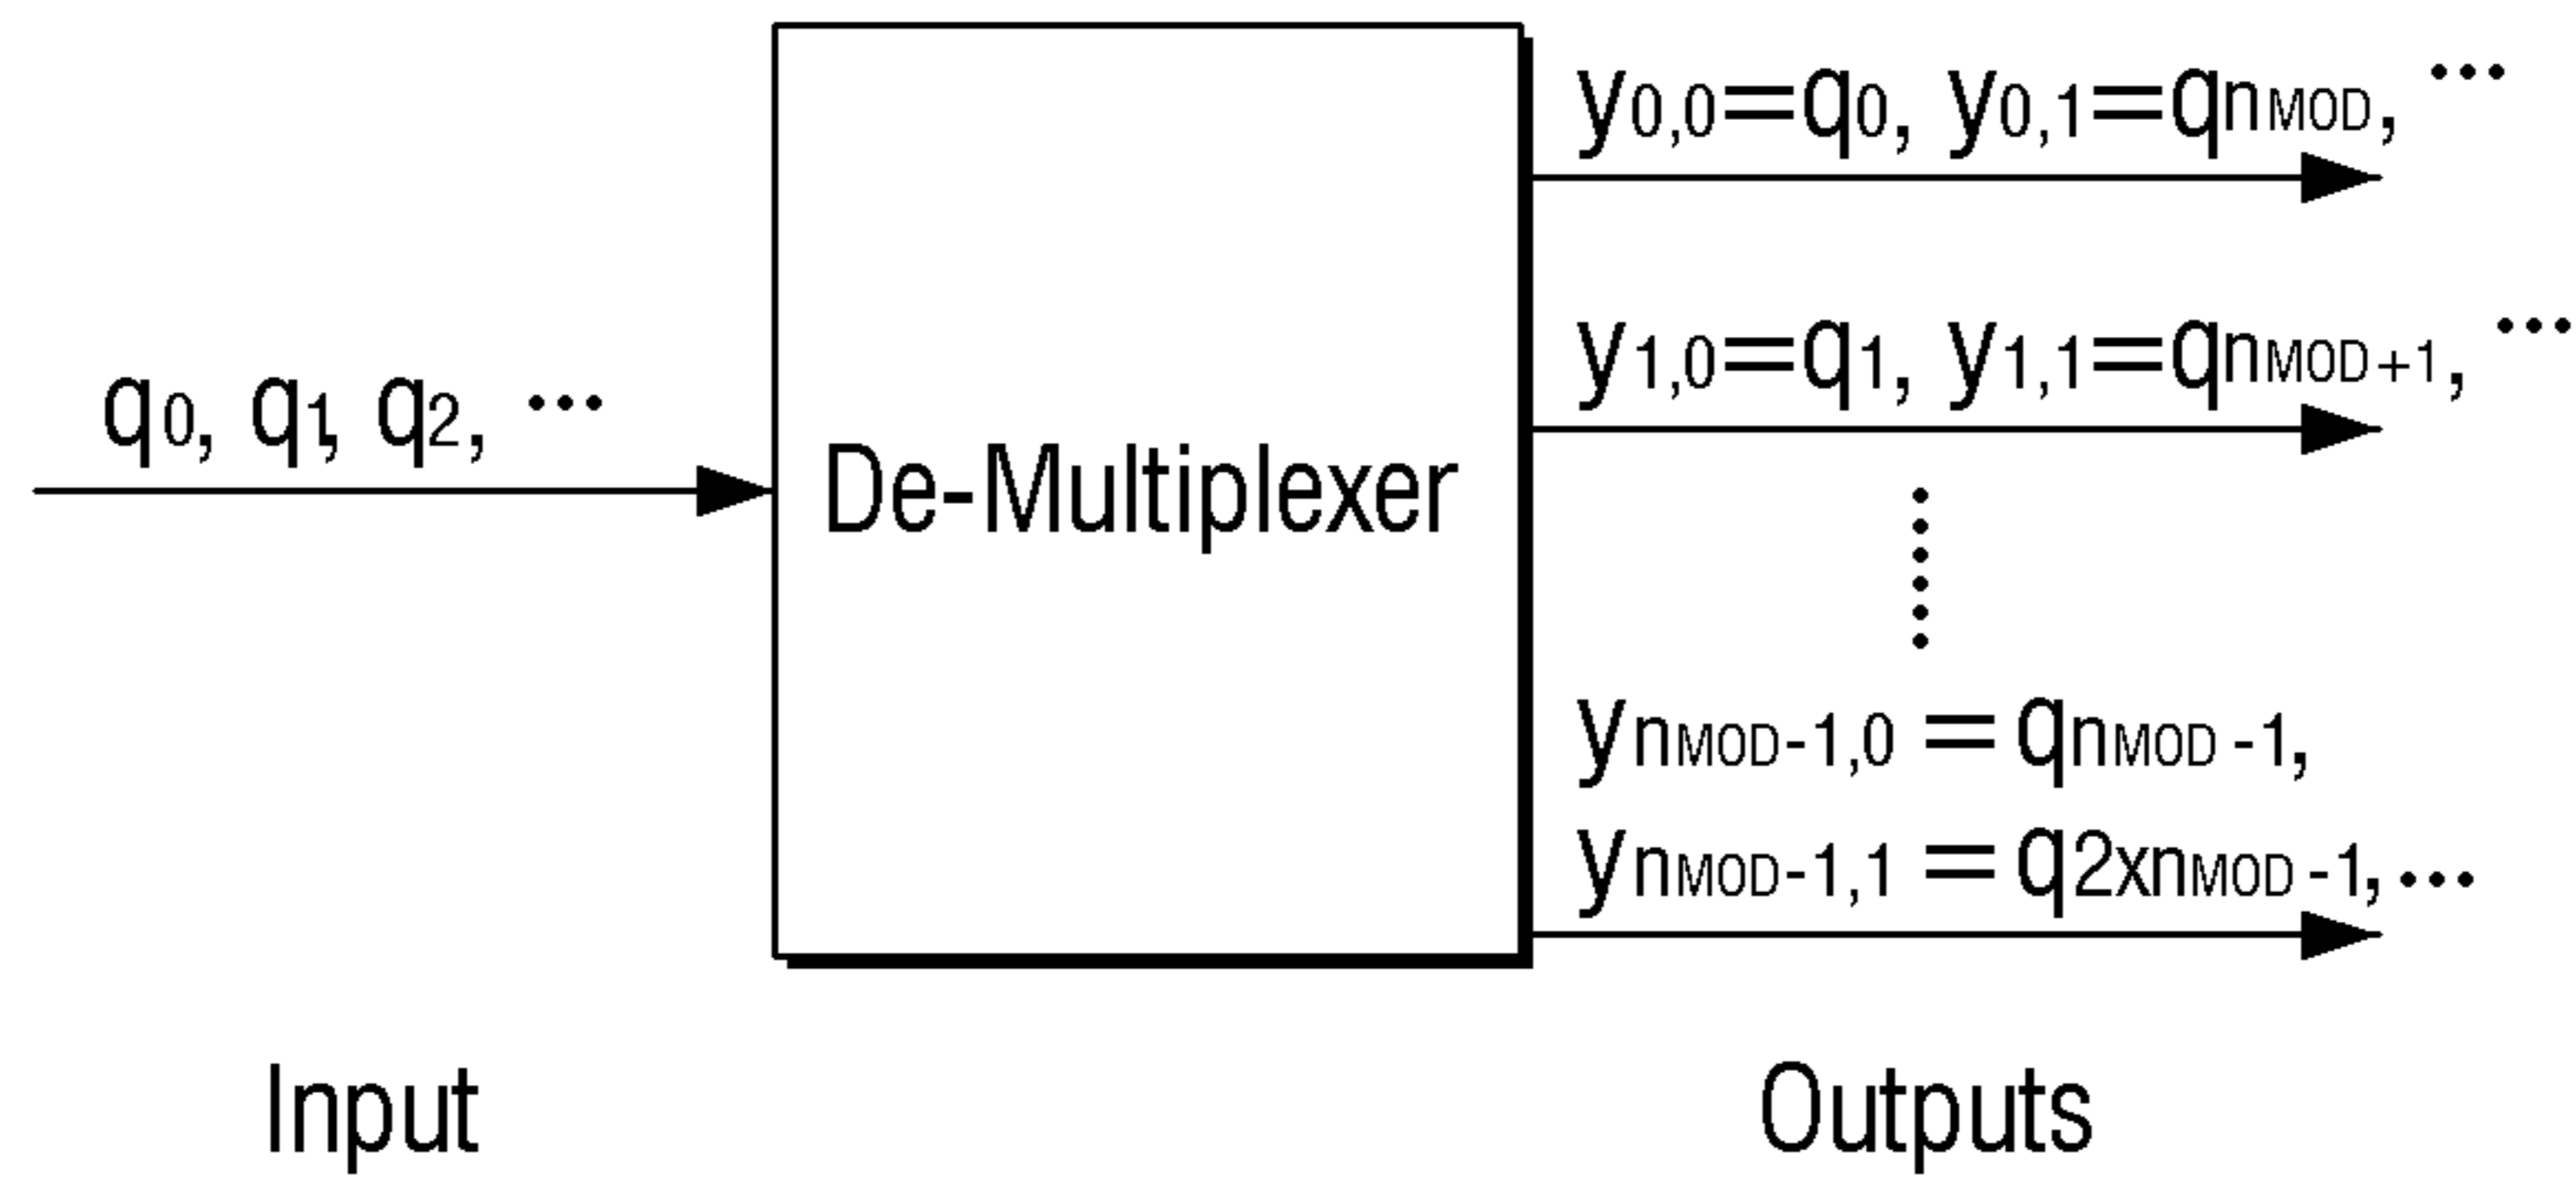 y0,0=q0, y0,1=qnMOD, ...
y1,0=q1, y1,1=qnMOD+1, ...
q0, q1, q2, ...
De-Multiplexer
ynMOD-1,0 = qnMOD-1,
ynMOD-1,1 = q2xnMOD-1, ...
Input
Outputs